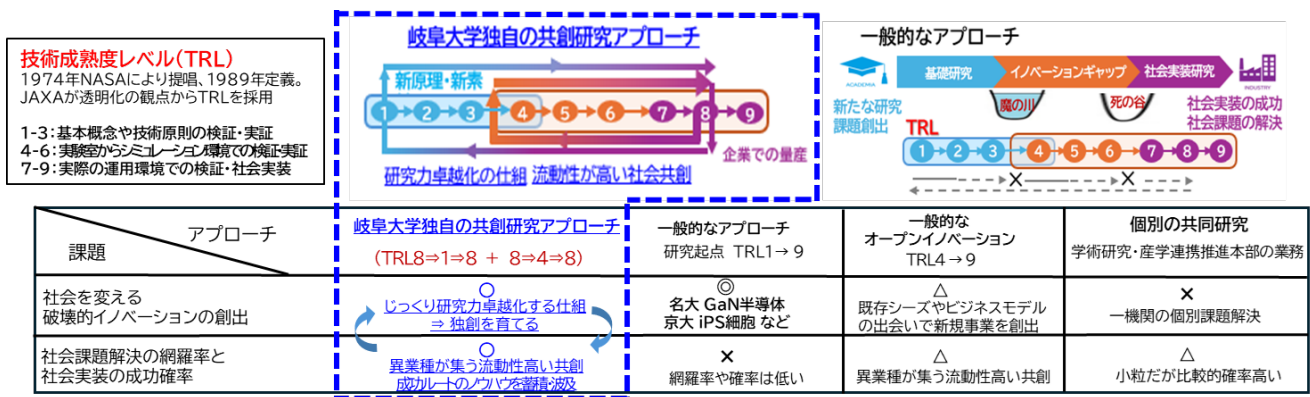 技術成熟度レベル(TRL)
1974年NASAにより提唱、1989年定義。
JAXAが透明化の観点からTRLを採用
1-3:基本概念や技術原則の検証・実証
4-6:実験室からシミュレーション環境での検証・実証
7-9:実際の運用環境での検証・社会実装
岐阜大学独自の共創研究アプローチ
新原理・新素
1 2 3 4 5 6 7 8 9
企業での量産
研究力卓越化の仕組 流動性が高い社会共創
一般的なアプローチ
ACADEMIA
基礎研究 イノベーションギャップ 社会実装研究
INDUSTRY
新たな研究
課題創出
魔の川
死の谷
社会実装の成功
社会課題の解決
TRL
1 2 3 4 5 6 7 8 9
× ×
アプローチ
課題
岐阜大学独自の共創研究アプローチ
(TRL8⇒1⇒8 + 8⇒4⇒8)
一般的なアプローチ
研究起点 TRL1→9
一般的な
オープンイノベーション
TRL4→9
個別の共同研究
学術研究・産学連携推進本部の業務
社会を変える
破壊的イノベーションの創出
○
じっくり研究力卓越化する仕組
⇒ 独創を育てる
◎
名大 GaN半導体
京大 iPS細胞 など
△
既存シーズやビジネスモデル
の出会いで新規事業を創出
×
一機関の個別課題解決
社会課題解決の網羅率と
社会実装の成功確率
○
異業種が集う流動性高い共創
成功ルートのノウハウを蓄積・波及
×
網羅率や確率は低い
△
異業種が集う流動性高い共創
△
小粒だが比較的確率高い